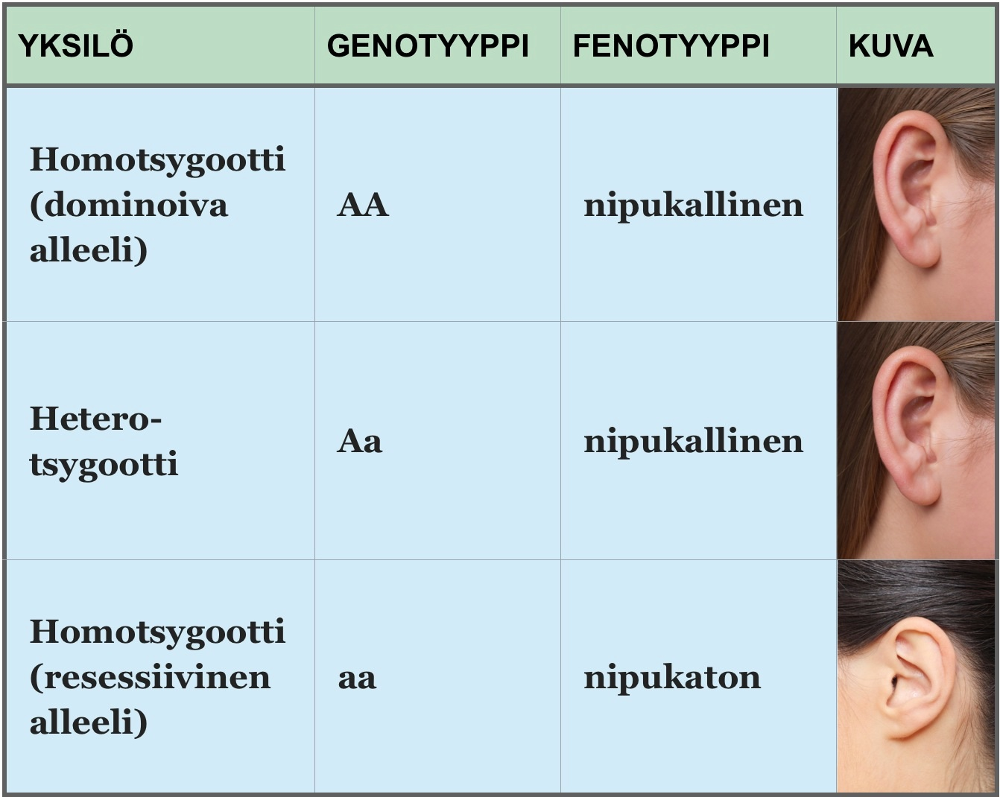 YKSILÖ GENOTYYPPI FENOTYYPPI KUVA
Homotsygootti
(dominoiva
alleeli)
AA
nipukallinen
Hetero-
tsygootti
Aa
nipukallinen
Homotsygootti
(resessiivinen
alleeli)
aa
nipukaton